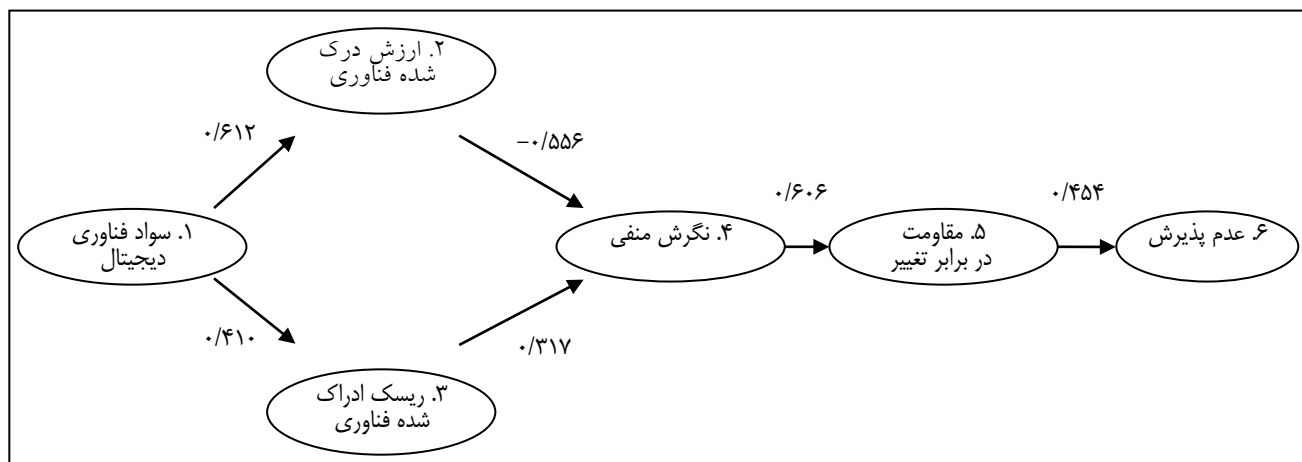 ۲. ارزش درک
شده فناوری
۰/۶۱۲
−۰/۵۵۶
۰/۶۰۶
۰/۴۵۴
۱. سواد فناوری
دیجیتال
۴. نگرش منفی
۵. مقاومت
در برابر تغییر
۶. عدم پذیرش
۰/۴۱۰
۰/۳۱۷
۳. ریسک ادراک
شده فناوری